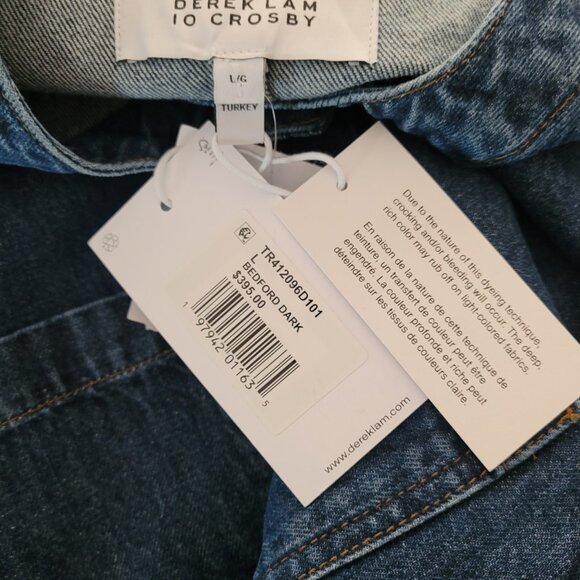 DEREK LAM
10 CROSBY
L/G
TURKEY
TR412096D101
L
BEDFORD DARK
$395.00
1 97942 01163 5
www.dereklam.com
Due to the nature of this dyeing technique,
crocking and/or bleeding will occur. The deep,
rich color may rub off on light-colored fabrics.
En raison de la nature de cette technique de
teinture, un transfert de couleur peut être
engendré. La couleur profonde et riche peut
déteindre sur les tissus de couleurs claire.